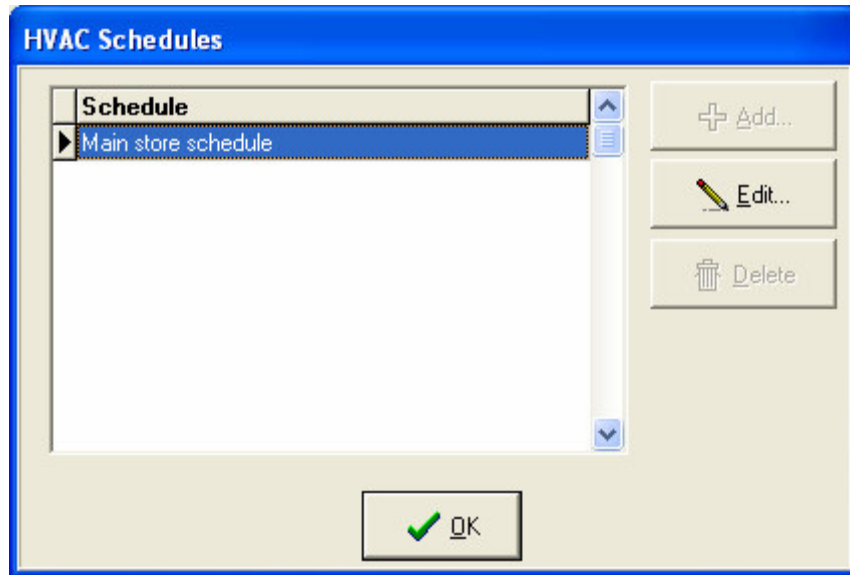 HVAC Schedules
Schedule
Main store schedule
Add...
Edit...
Delete
OK